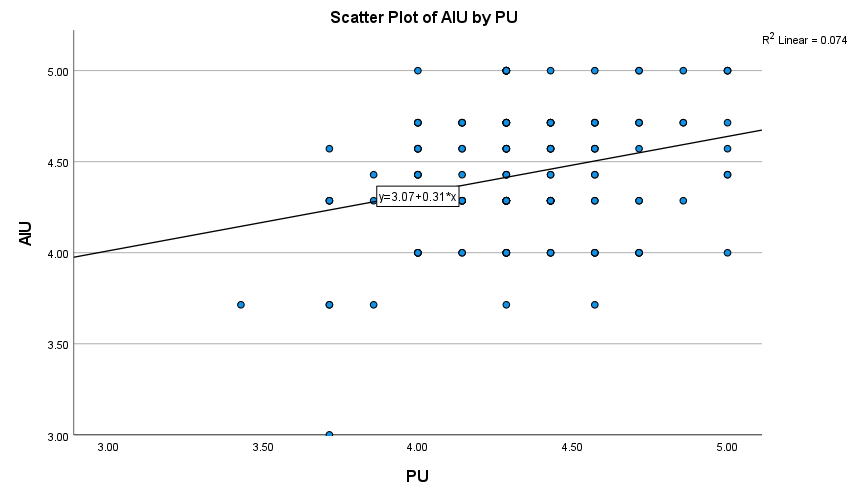 Scatter Plot of AIU by PU
R² Linear = 0.074
5.00
4.50
4.00
3.50
3.00
AIU
y=3.07+0.31*x
3.00 3.50 4.00 4.50 5.00
PU